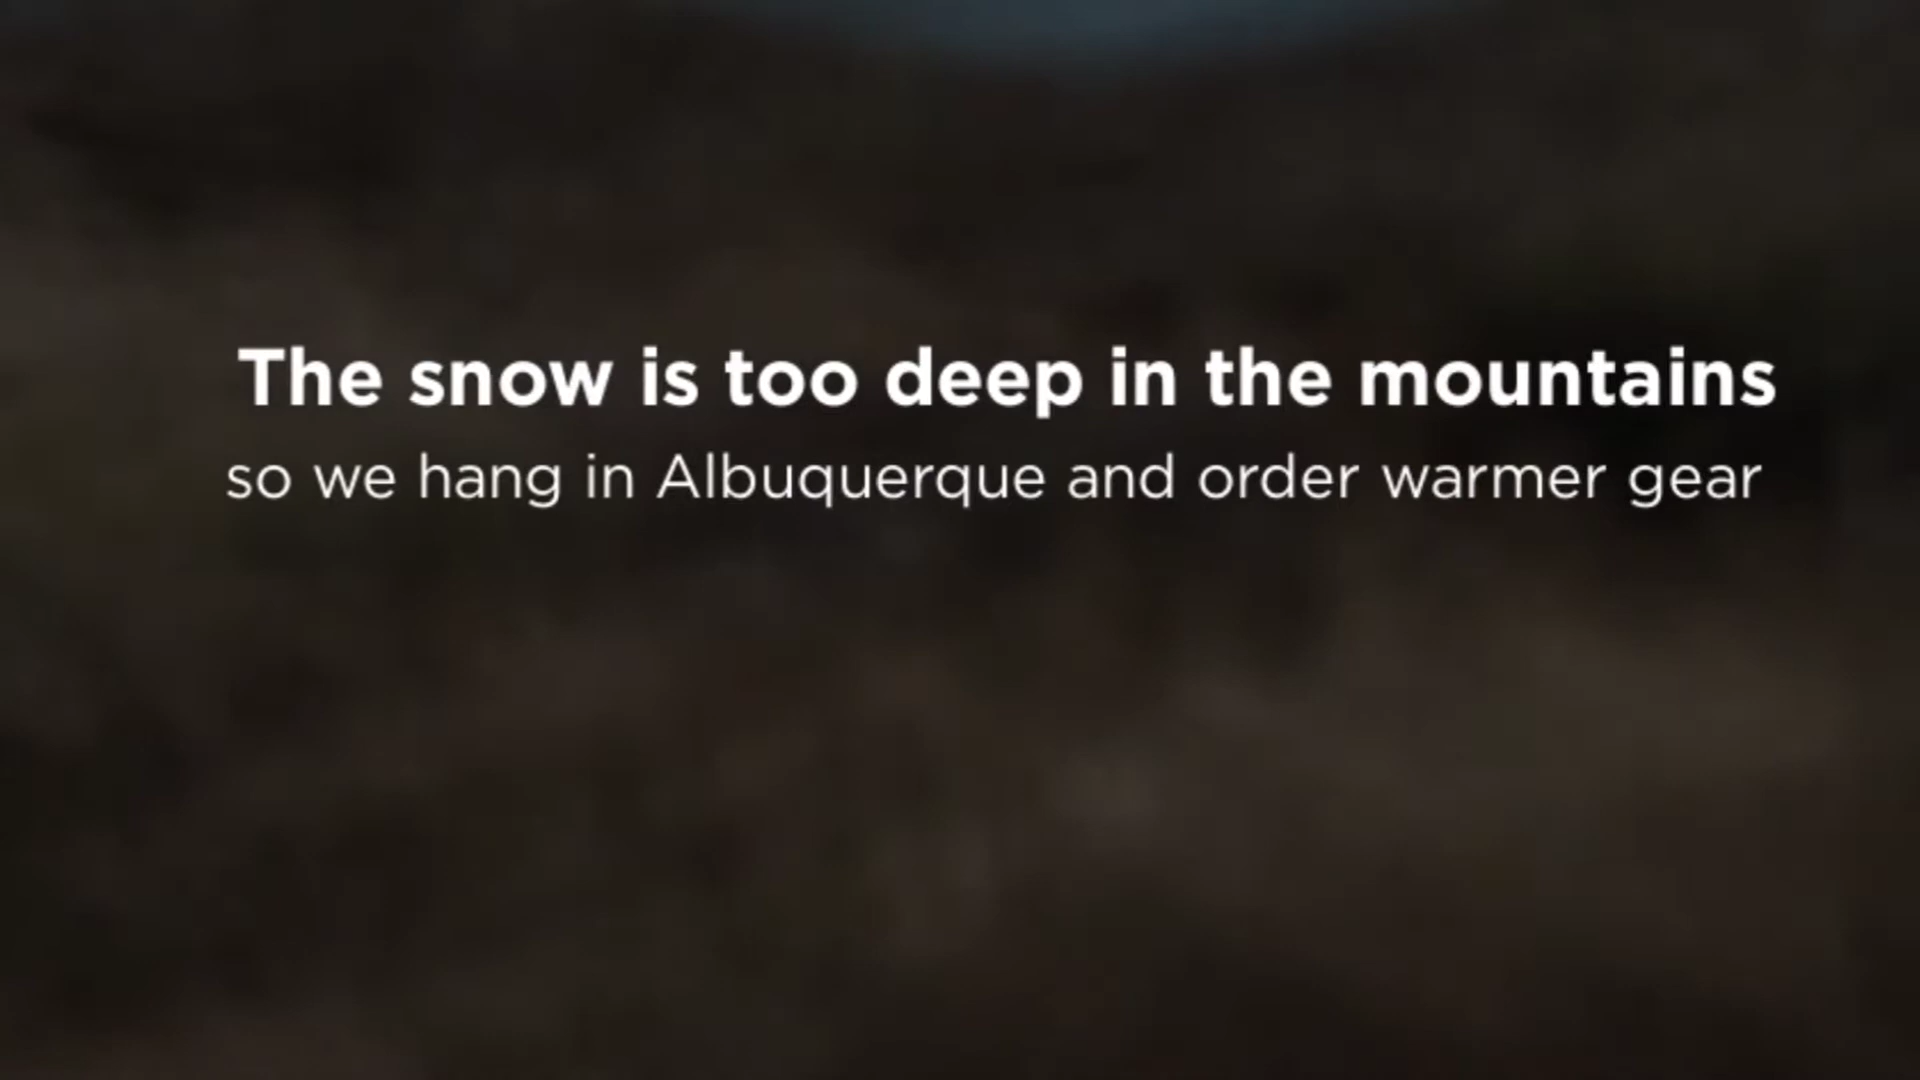 The snow is too deep in the mountains
so we hang in Albuquerque and order warmer gear